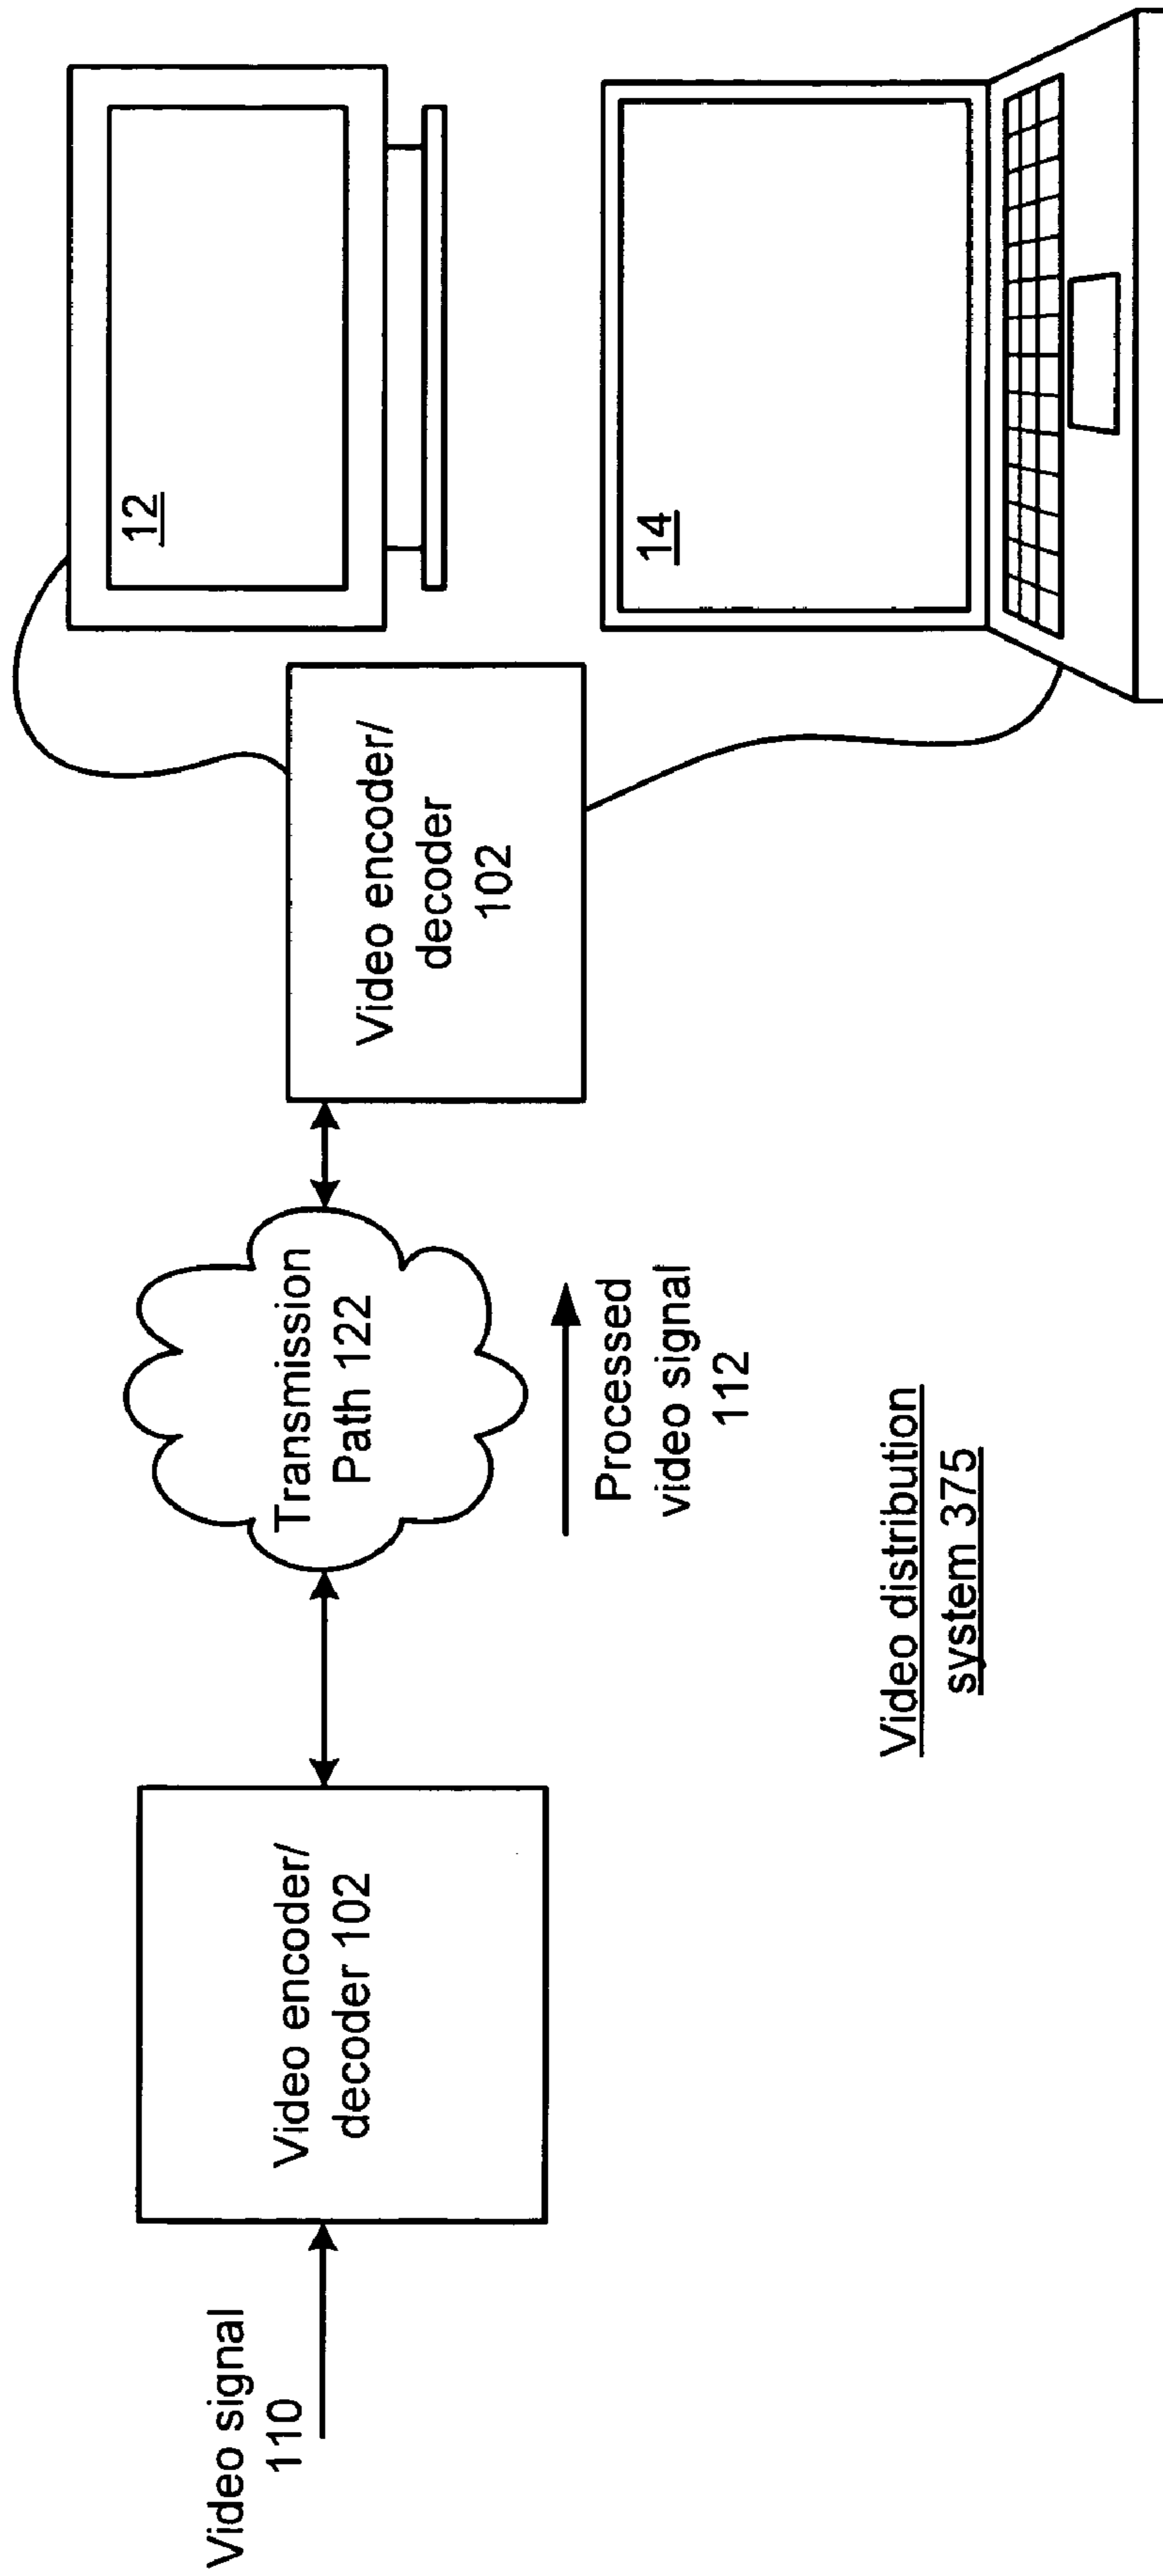 Video signal
110
Video encoder/
decoder 102
Transmission
Path 122
Processed
video signal
112
Video encoder/
decoder
102
12
14
Video distribution
system 375